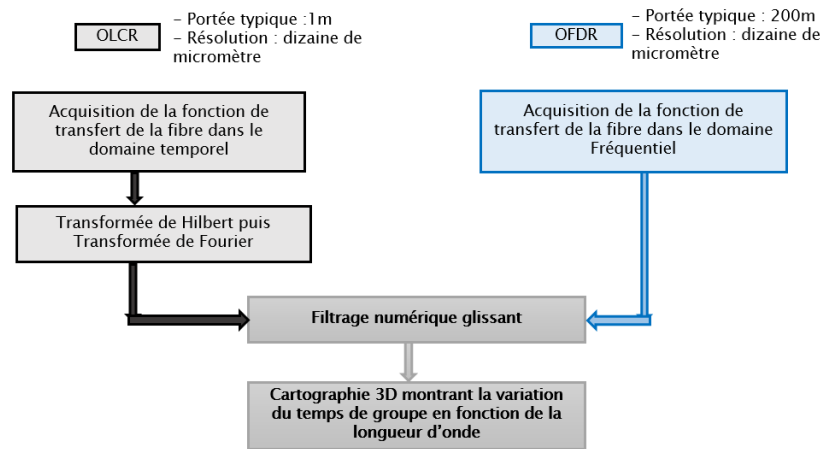 OLCR
– Portée typique :1m
– Résolution : dizaine de
micromètre
OFDR
– Portée typique : 200m
– Résolution : dizaine de
micromètre
Acquisition de la fonction de
transfert de la fibre dans le
domaine temporel
Acquisition de la fonction de
transfert de la fibre dans le domaine
Fréquentiel
Transformée de Hilbert puis
Transformée de Fourier
Filtrage numérique glissant
Cartographie 3D montrant la variation
du temps de groupe en fonction de la
longueur d'onde